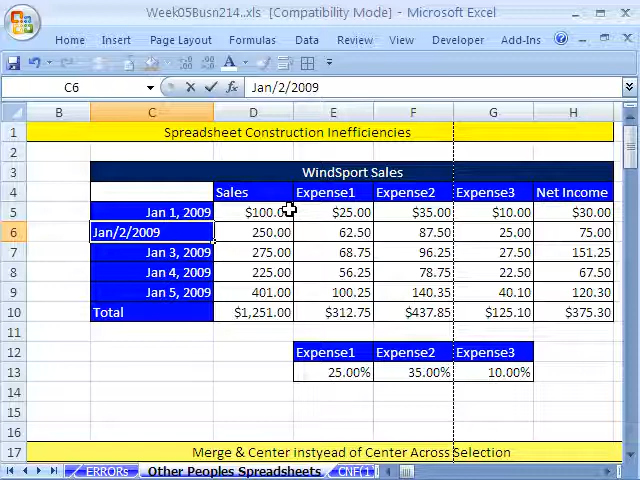 Week05Busn214..xls [Compatibility Mode] - Microsoft Excel
Home Insert Page Layout Formulas Data Review View Developer Add-Ins
C6 Jan/2/2009
B C D E F G H
1 Spreadsheet Construction Inefficiencies
2
3 WindSport Sales
4 Sales Expense1 Expense2 Expense3 Net Income
5 Jan 1, 2009 $100.00 $25.00 $35.00 $10.00 $30.00
6 Jan/2/2009 250.00 62.50 87.50 25.00 75.00
7 Jan 3, 2009 275.00 68.75 96.25 27.50 151.25
8 Jan 4, 2009 225.00 56.25 78.75 22.50 67.50
9 Jan 5, 2009 401.00 100.25 140.35 40.10 120.30
10 Total $1,251.00 $312.75 $437.85 $125.10 $375.30
11
12 Expense1 Expense2 Expense3
13 25.00% 35.00% 10.00%
14
15
16
17 Merge & Center instyead of Center Across Selection
ERRORs Other Peoples Spreadsheets CNF(1